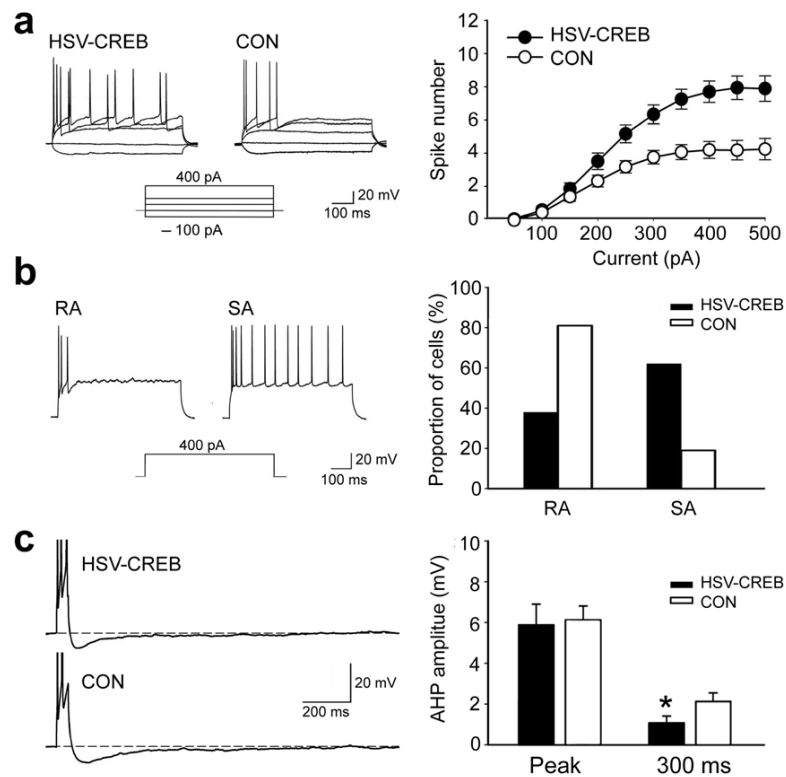 a
HSV-CREB CON
400 pA
– 100 pA
20 mV
100 ms
HSV-CREB
CON
Spike number
12
10
8
6
4
2
0
100 200 300 400 500
Current (pA)
b
RA SA
400 pA
20 mV
100 ms
HSV-CREB
CON
Proportion of cells (%)
100
80
60
40
20
0
RA SA
c
HSV-CREB
CON
20 mV
200 ms
HSV-CREB
CON
AHP amplitue (mV)
10
8
6
4
2
0
*
Peak 300 ms